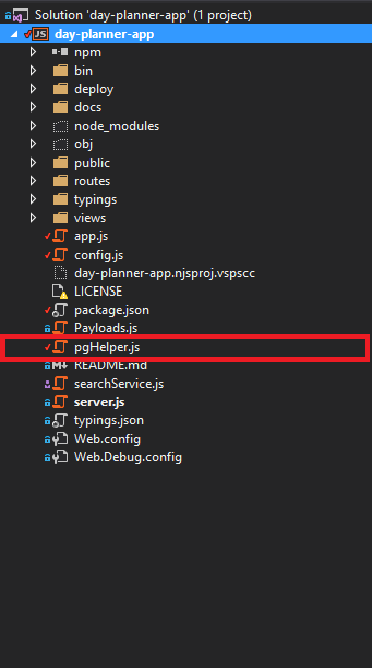 Solution 'day-planner-app' (1 project)
JS day-planner-app
npm
bin
deploy
docs
node_modules
obj
public
routes
typings
views
app.js
config.js
day-planner-app.njsproj.vspscc
LICENSE
package.json
Payloads.js
pgHelper.js
README.md
searchService.js
server.js
typings.json
Web.config
Web.Debug.config